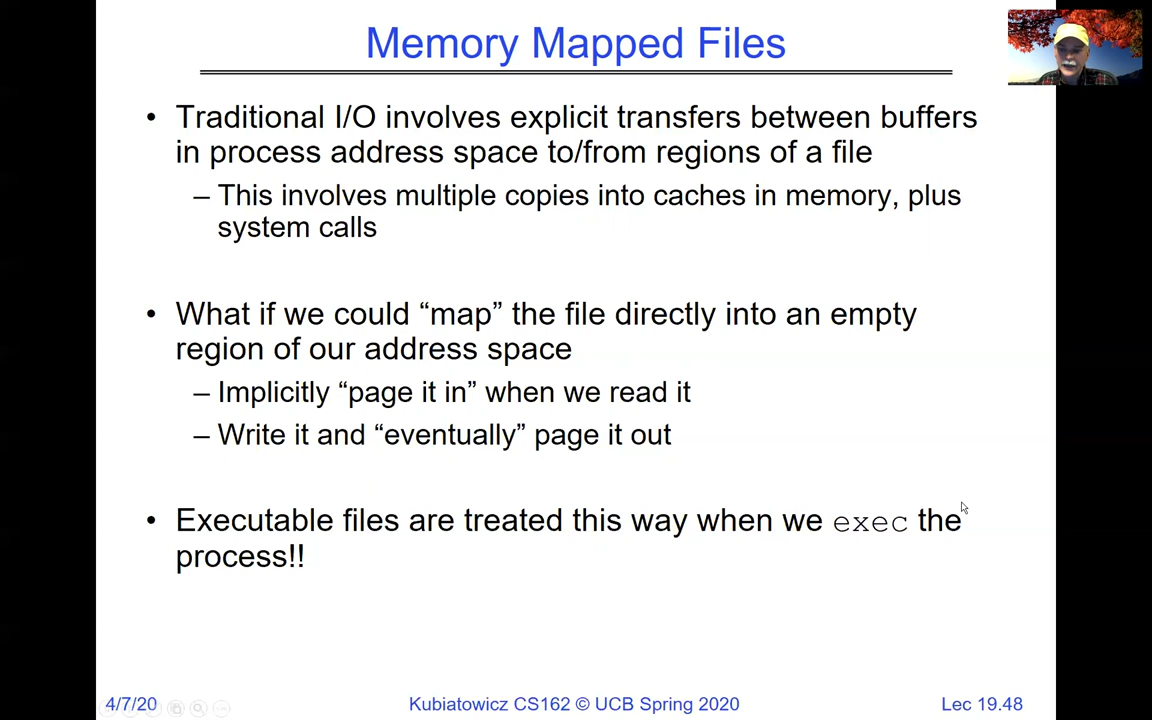 Memory Mapped Files
• Traditional I/O involves explicit transfers between buffers
in process address space to/from regions of a file
– This involves multiple copies into caches in memory, plus
system calls
• What if we could “map” the file directly into an empty
region of our address space
– Implicitly “page it in” when we read it
– Write it and “eventually” page it out
• Executable files are treated this way when we exec the
process!!
4/7/20 Kubiatowicz CS162 © UCB Spring 2020 Lec 19.48